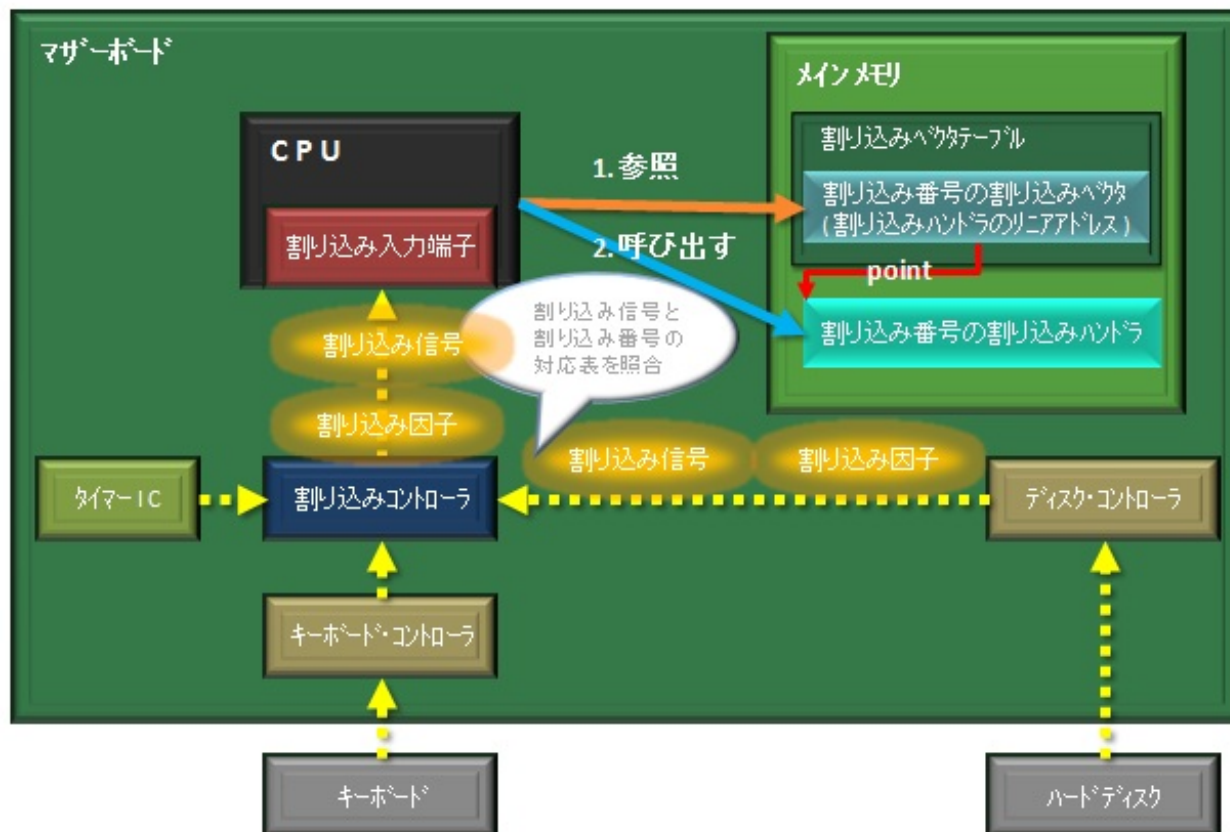 マザーボード
メインメモリ
CPU
割り込みベクタテーブル
1. 参照
割り込み番号の割り込みベクタ
(割り込みハンドラのリニアアドレス)
割り込み入力端子
2. 呼び出す
point
割り込み信号と
割り込み番号の
対応表を照合
割り込み番号の割り込みハンドラ
割り込み信号
割り込み因子
割り込み信号
割り込み因子
タイマーIC
割り込みコントローラ
ディスク・コントローラ
キーボード・コントローラ
キーボード
ハードディスク